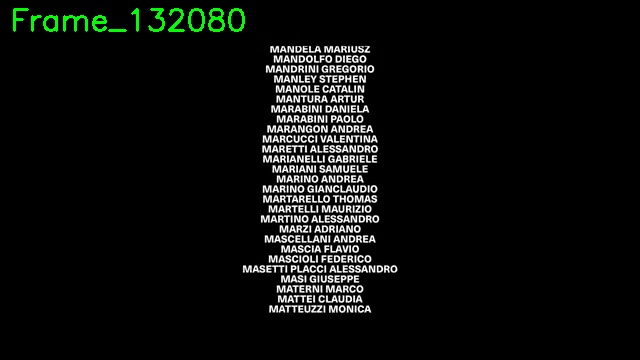 Frame_132080
MANDELA MARIUSZ
MANDOLFO DIEGO
MANDRINI GREGORIO
MANLEY STEPHEN
MANOLE CATALIN
MANTURA ARTUR
MARABINI DANIELA
MARABINI PAOLO
MARANGON ANDREA
MARCUCCI VALENTINA
MARETTI ALESSANDRO
MARIANELLI GABRIELE
MARIANI SAMUELE
MARINO ANDREA
MARINO GIANCLAUDIO
MARTARELLO THOMAS
MARTELLI MAURIZIO
MARTINO ALESSANDRO
MARZI ADRIANO
MASCELLANI ANDREA
MASCIA FLAVIO
MASCIOLI FEDERICO
MASETTI PLACCI ALESSANDRO
MASI GIUSEPPE
MATERNI MARCO
MATTEI CLAUDIA
MATTEUZZI MONICA